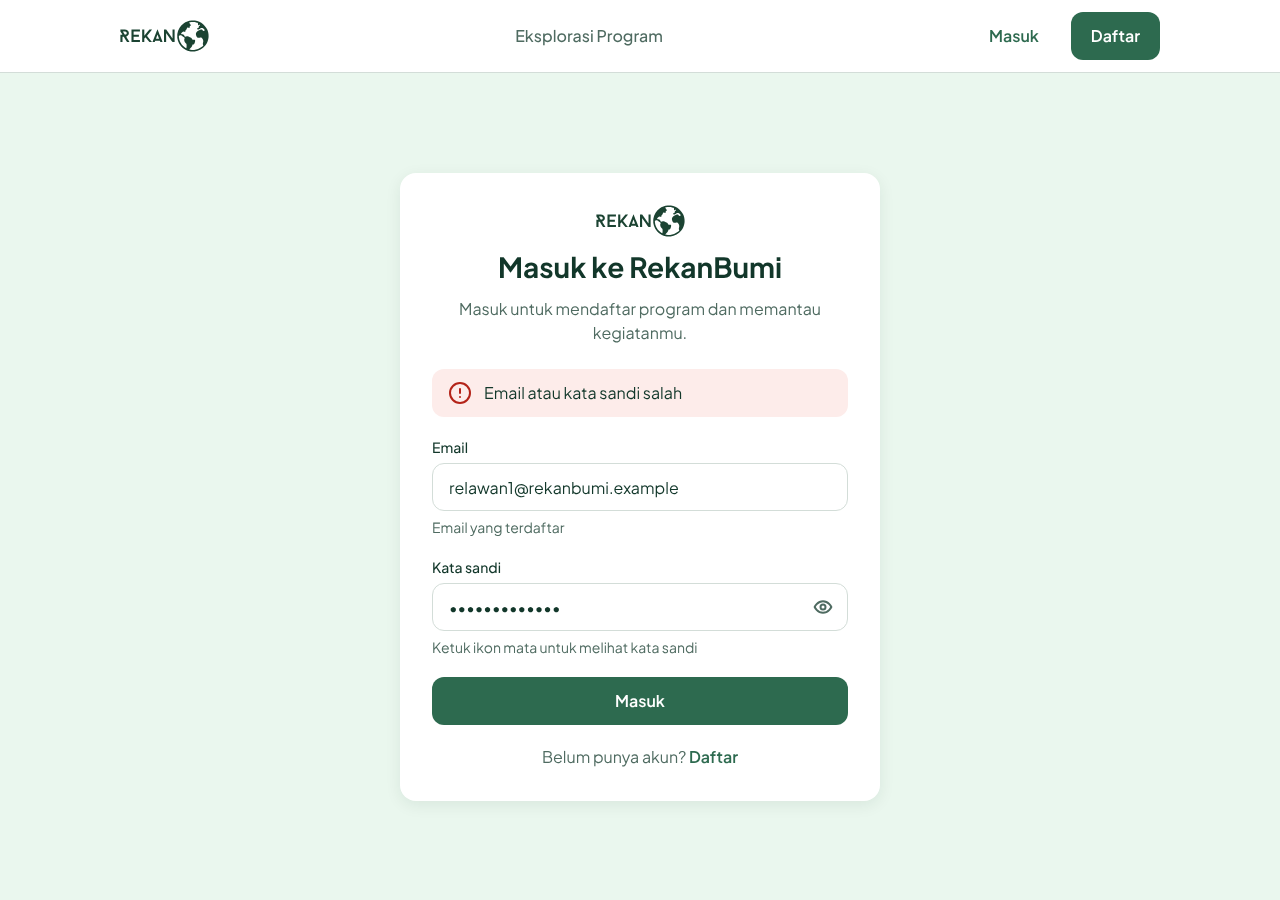 REKAN
Eksplorasi Program
Masuk
Daftar
REKAN
Masuk ke RekanBumi
Masuk untuk mendaftar program dan memantau
kegiatanmu.
Email atau kata sandi salah
Email
relawan1@rekanbumi.example
Email yang terdaftar
Kata sandi
•••••••••••••
Ketuk ikon mata untuk melihat kata sandi
Masuk
Belum punya akun? Daftar